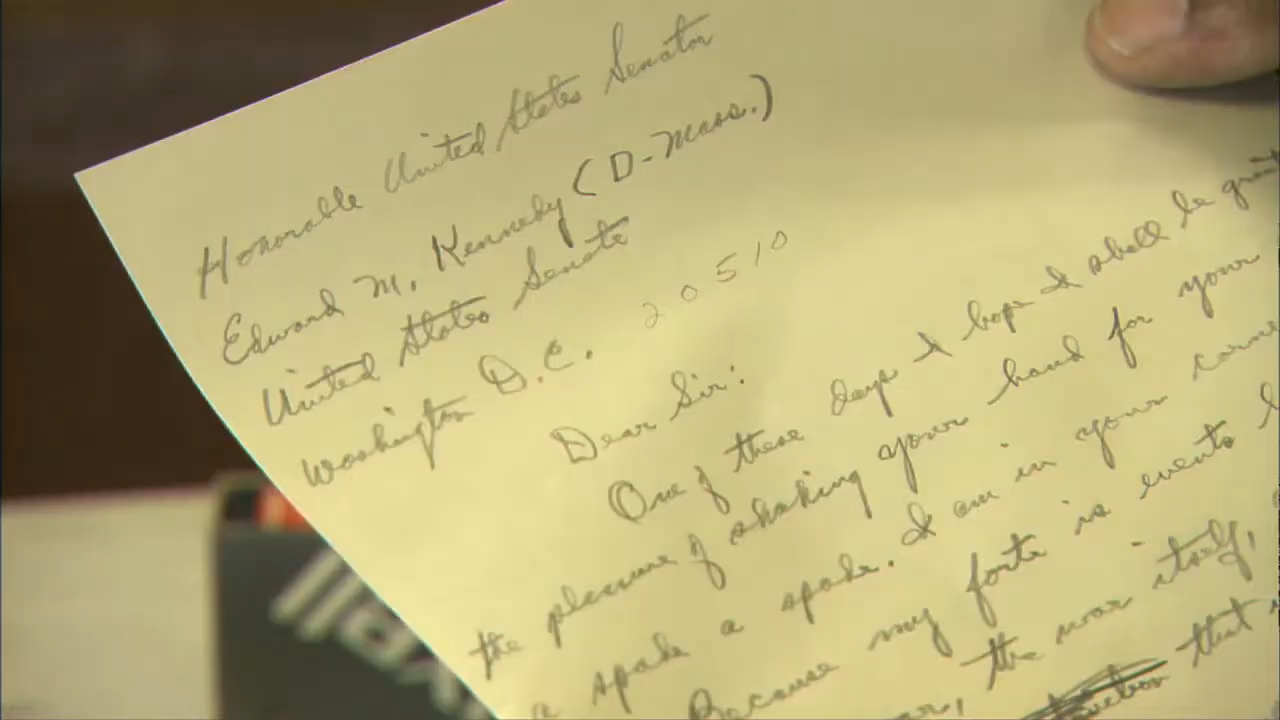 Honorable United States Senator
Edward M. Kennedy (D-Mass.)
United States Senate
Washington D.C. 20510
Dear Sir:
One of these days I hope I shall be
the pleasure of shaking your hand for your
a spade a spade. I am in your
Because my forte is events
the war itself,
that